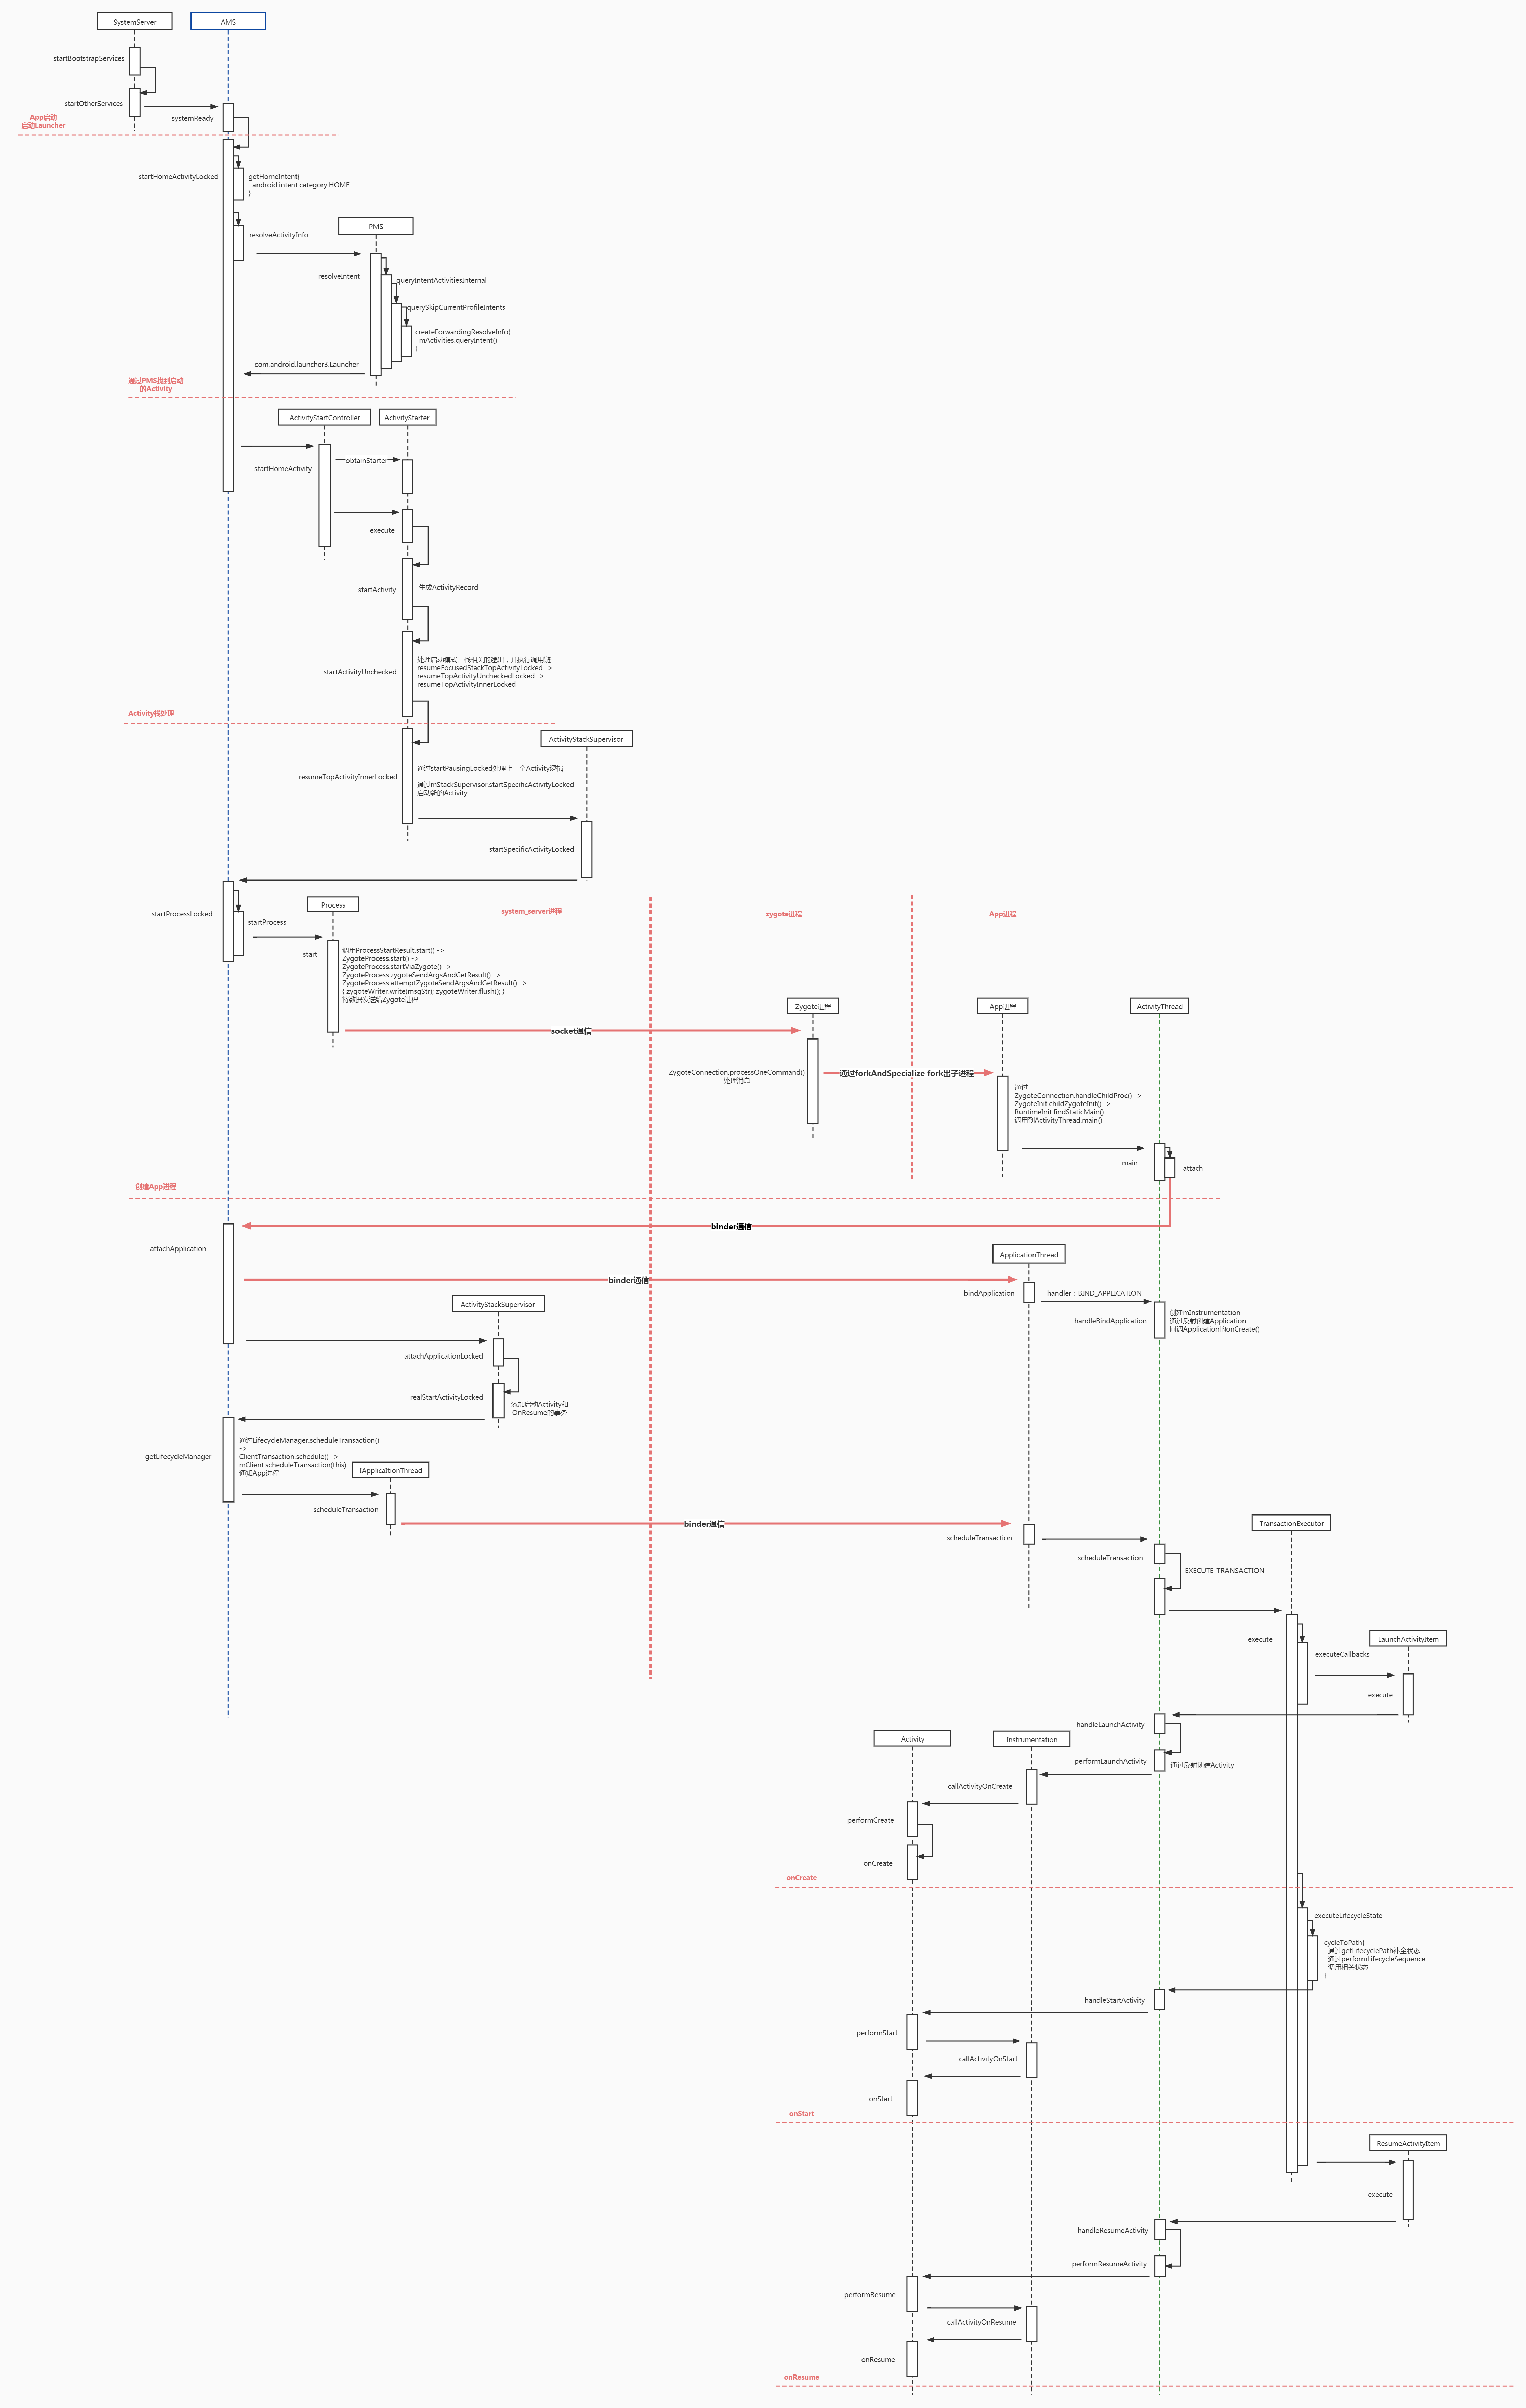 SystemServer
AMS
startBootstrapServices
startOtherServices
systemReady
App启动
启动Launcher
startHomeActivityLocked
getHomeIntent(
android.intent.category.HOME
)
resolveActivityInfo
PMS
resolveIntent
queryIntentActivitiesInternal
querySkipCurrentProfileIntents
createForwardingResolveInfo(
mActivities.queryIntent()
)
com.android.launcher3.Launcher
通过PMS找到启动
的Activity
ActivityStartController
ActivityStarter
startHomeActivity
obtainStarter
execute
startActivity
生成ActivityRecord
startActivityUnchecked
处理启动模式、栈相关的逻辑，并执行调用链
resumeFocusedStackTopActivityLocked ->
resumeTopActivityUncheckedLocked ->
resumeTopActivityInnerLocked
Activity栈处理
ActivityStackSupervisor
resumeTopActivityInnerLocked
通过startPausingLocked处理上一个Activity逻辑
通过mStackSupervisor.startSpecificActivityLocked
启动新的Activity
startSpecificActivityLocked
startProcessLocked
startProcess
Process
system_server进程
zygote进程
App进程
start
调用ProcessStartResult.start() ->
ZygoteProcess.start() ->
ZygoteProcess.startViaZygote() ->
ZygoteProcess.zygoteSendArgsAndGetResult() ->
ZygoteProcess.attemptZygoteSendArgsAndGetResult() ->
{ zygoteWriter.write(msgStr); zygoteWriter.flush(); }
将数据发送给Zygote进程
Zygote进程
App进程
ActivityThread
socket通信
ZygoteConnection.processOneCommand()
处理消息
通过forkAndSpecialize fork出子进程
通过
ZygoteConnection.handleChildProc() ->
ZygoteInit.childZygoteInit() ->
RuntimeInit.findStaticMain()
调用到ActivityThread.main()
main
attach
创建App进程
binder通信
attachApplication
ApplicationThread
binder通信
bindApplication
handler：BIND_APPLICATION
handleBindApplication
创建mInstrumentation
通过反射创建Application
回调Application的onCreate()
ActivityStackSupervisor
attachApplicationLocked
realStartActivityLocked
添加启动Activity和
OnResume的事务
getLifecycleManager
通过LifecycleManager.scheduleTransaction()
->
ClientTransaction.schedule() ->
mClient.scheduleTransaction(this)
通知App进程
IApplicaItionThread
scheduleTransaction
binder通信
scheduleTransaction
scheduleTransaction
EXECUTE_TRANSACTION
TransactionExecutor
execute
executeCallbacks
LaunchActivityItem
execute
handleLaunchActivity
performLaunchActivity
通过反射创建Activity
Activity
Instrumentation
callActivityOnCreate
performCreate
onCreate
onCreate
executeLifecycleState
cycleToPath(
通过getLifecyclePath补全状态
通过performLifecycleSequence
调用相关状态
)
handleStartActivity
performStart
callActivityOnStart
onStart
onStart
ResumeActivityItem
execute
handleResumeActivity
performResumeActivity
performResume
callActivityOnResume
onResume
onResume